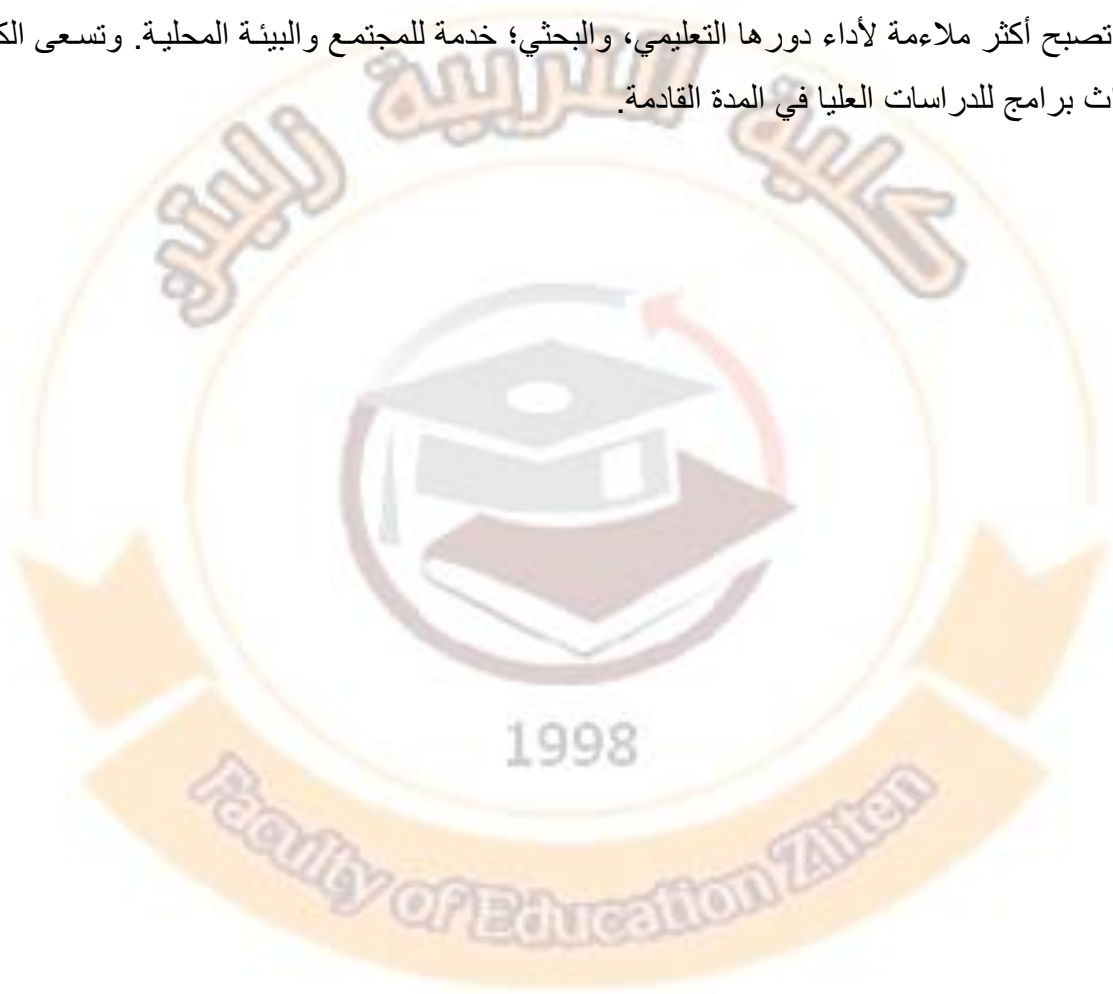 تصبح أكثر ملاءمة لأداء دورها التعليمي، والبحثي؛ خدمة للمجتمع والبيئة المحلية. وتسعى
برامج للدراسات العليا في المدة القادمة.
كلية التربية زليتن
1998
Faculty of Education Zliten